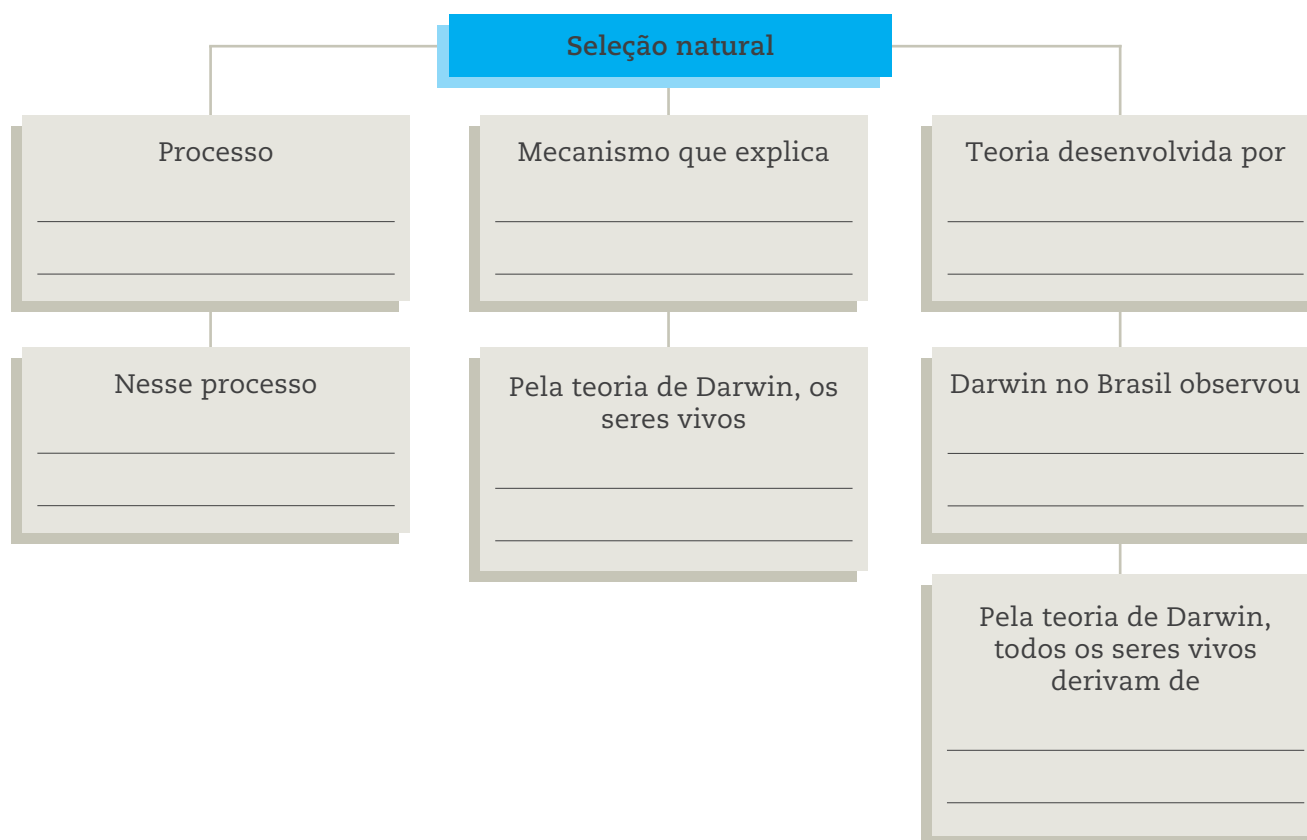 Seleção natural
Processo
Mecanismo que explica
Teoria desenvolvida por
Nesse processo
Pela teoria de Darwin, os
seres vivos
Darwin no Brasil observou
Pela teoria de Darwin,
todos os seres vivos
derivam de